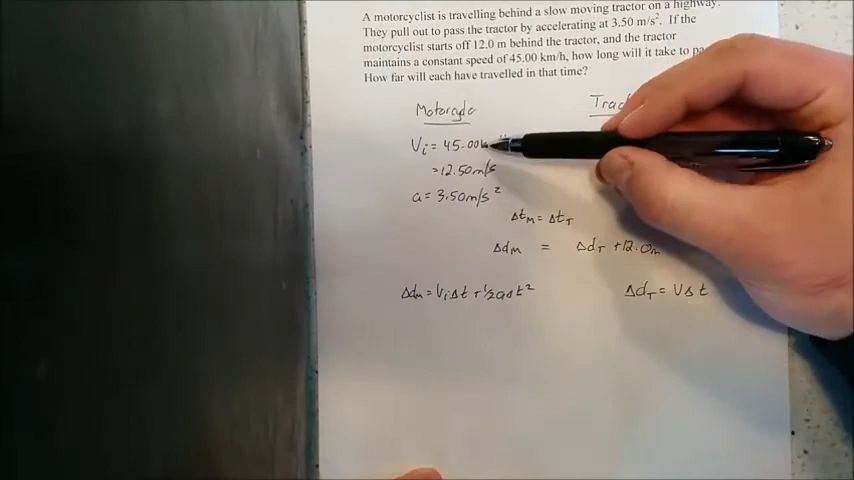 A motorcyclist is travelling behind a slow moving tractor on a highway.
They pull out to pass the tractor by accelerating at 3.50 m/s². If the
motorcyclist starts off 12.0 m behind the tractor, and the tractor
maintains a constant speed of 45.00 km/h, how long will it take to
How far will each have travelled in that time?
Motorcycle
Vi = 45.00
= 12.50m/s
a = 3.50m/s²
ΔtM = ΔtT
ΔdM = ΔdT + 12.0m
ΔdM = ViΔt + ½aΔt² ΔdT = VΔt